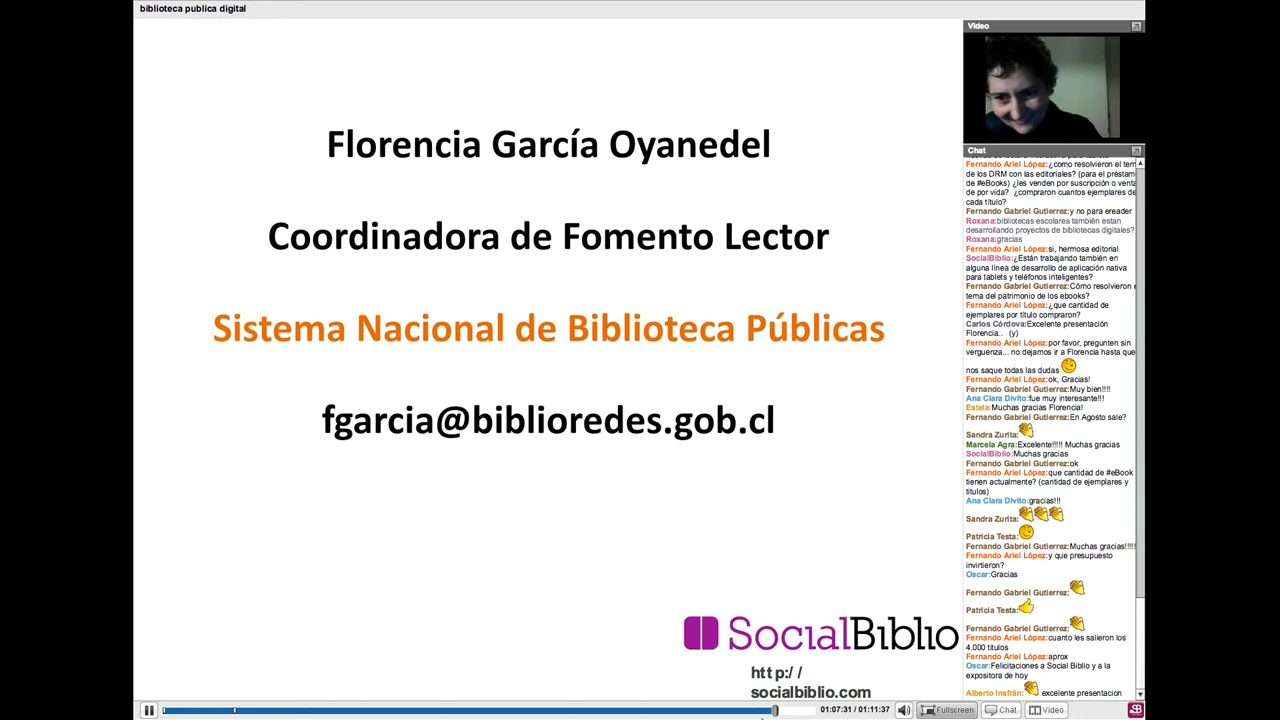 biblioteca publica digital
Florencia García Oyanedel
Coordinadora de Fomento Lector
Sistema Nacional de Biblioteca Públicas
fgarcia@biblioredes.gob.cl
SocialBiblio
http://
socialbiblio.com
Video
Chat
Fernando Ariel López:¿como resolvieron el tem
de los DRM con las editoriales? (para el préstam
de #eBooks) ¿les venden por suscripción o venta
de por vida? ¿compraron cuantos ejemplares de
cada título?
Fernando Gabriel Gutierrez:y no para ereader
Roxana:bibliotecas escolares también estan
desarrollando proyectos de bibliotecas digitales?
Roxana:gracias
Fernando Ariel López:si, hermosa editorial
SocialBiblio:¿Están trabajando también en
alguna línea de desarrollo de aplicación nativa
para tablets y teléfonos inteligentes?
Fernando Gabriel Gutierrez:Cómo resolvieron e
tema del patrimonio de los ebooks?
Fernando Ariel López:¿que cantidad de
ejemplares por título compraron?
Carlos Córdova:Excelente presentación
Florencia.. (y)
Fernando Ariel López:por favor, pregunten sin
verguenza... no dejamos ir a Florencia hasta que
nos saque todas las dudas
Fernando Ariel López:ok, Gracias!
Fernando Gabriel Gutierrez:Muy bien!!!!
Ana Clara Divito:fue muy interesante!!!
Estela:Muchas gracias Florencia!
Fernando Gabriel Gutierrez:En Agosto sale?
Sandra Zurita:
Marcela Agra:Excelente!!!!! Muchas gracias
SocialBiblio:Muchas gracias
Fernando Gabriel Gutierrez:ok
Fernando Ariel López:que cantidad de #eBook
tienen actualmente? (cantidad de ejemplares y
titulos)
Ana Clara Divito:gracias!!!
Sandra Zurita:
Patricia Testa:
Fernando Gabriel Gutierrez:Muchas gracias!!!!!
Fernando Ariel López:y que presupuesto
invirtieron?
Oscar:Gracias
Fernando Gabriel Gutierrez:
Patricia Testa:
Fernando Gabriel Gutierrez:
Fernando Ariel López:cuanto les salieron los
4.000 titulos
Fernando Ariel López:aprox
Oscar:Felicitaciones a Social Biblio y a la
expositora de hoy
Alberto Insfrán: excelente presentacion
01:07:31 / 01:11:37
Fullscreen
Chat
Video